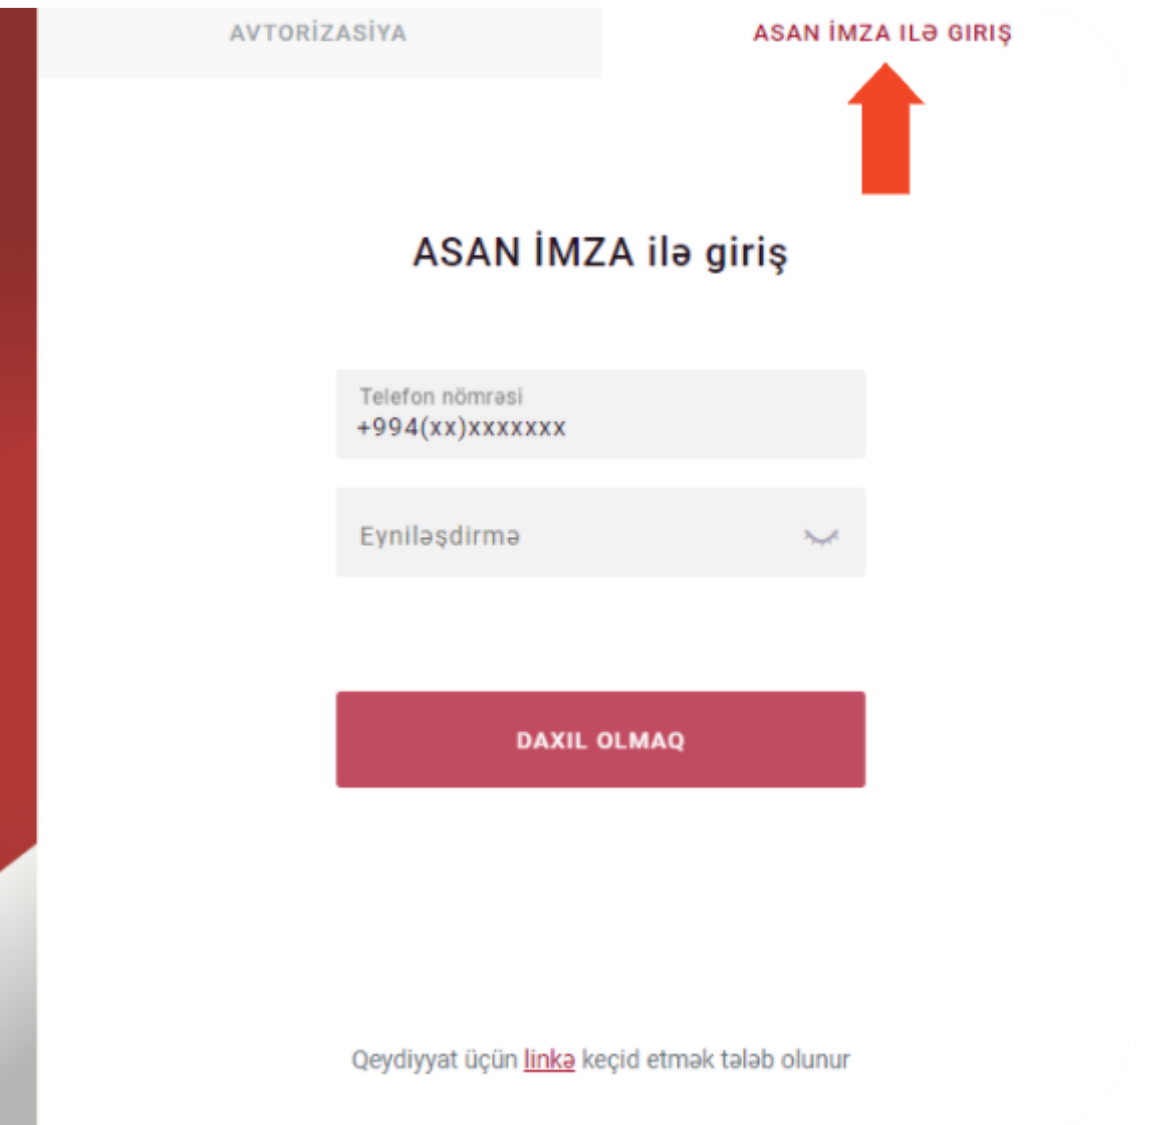 AVTORİZASİYA
ASAN İMZA ILƏ GIRIŞ
ASAN İMZA ilə giriş
Telefon nömrəsi
+994(xx)xxxxxxx
Eyniləşdirmə
DAXIL OLMAQ
Qeydiyyat üçün linkə keçid etmək tələb olunur